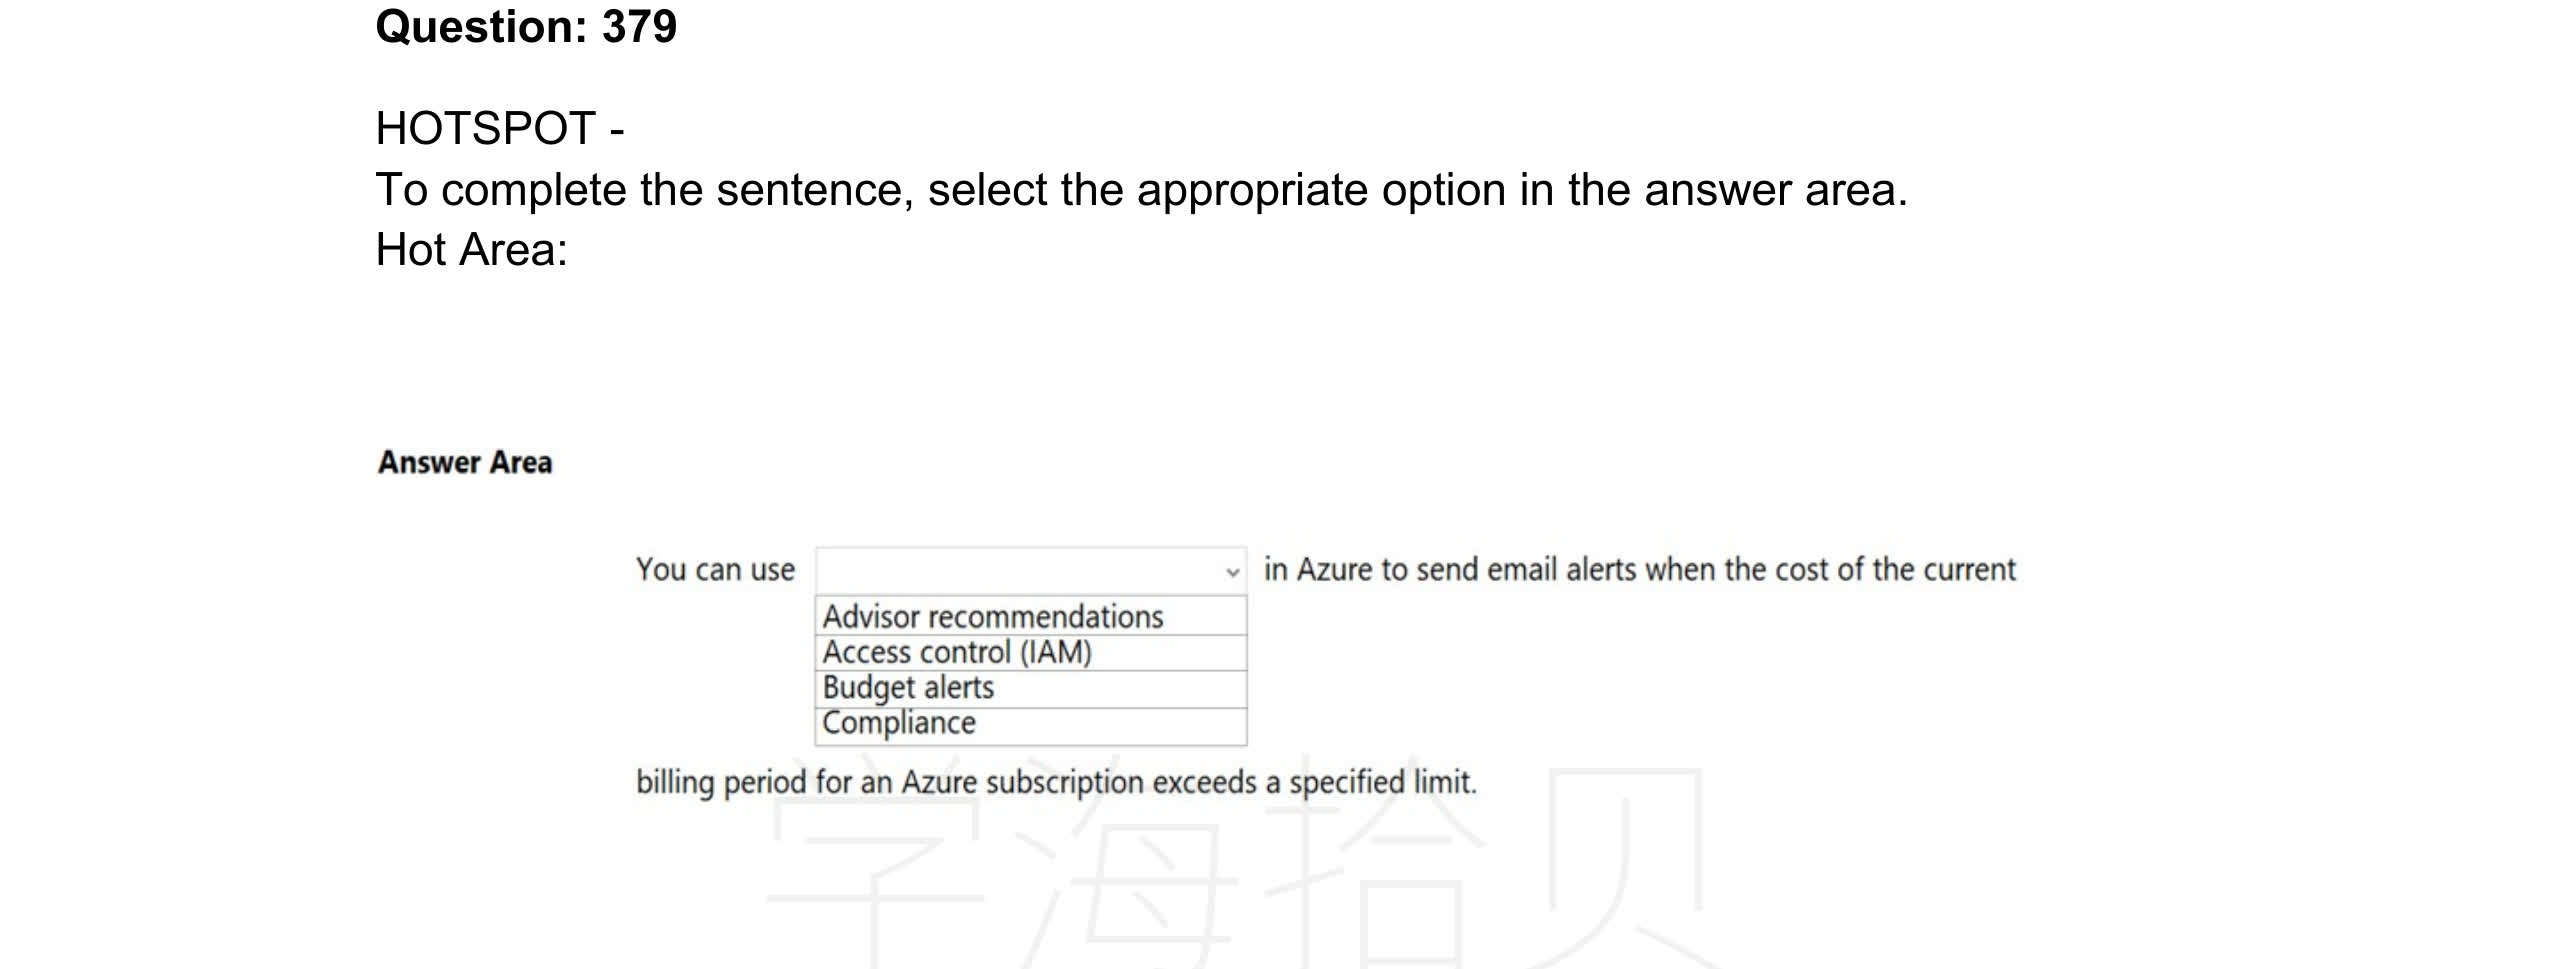 Question: 379
HOTSPOT -
To complete the sentence, select the appropriate option in the answer area.
Hot Area:
Answer Area
You can use in Azure to send email alerts when the cost of the current
Advisor recommendations
Access control (IAM)
Budget alerts
Compliance
billing period for an Azure subscription exceeds a specified limit.
学海拾贝